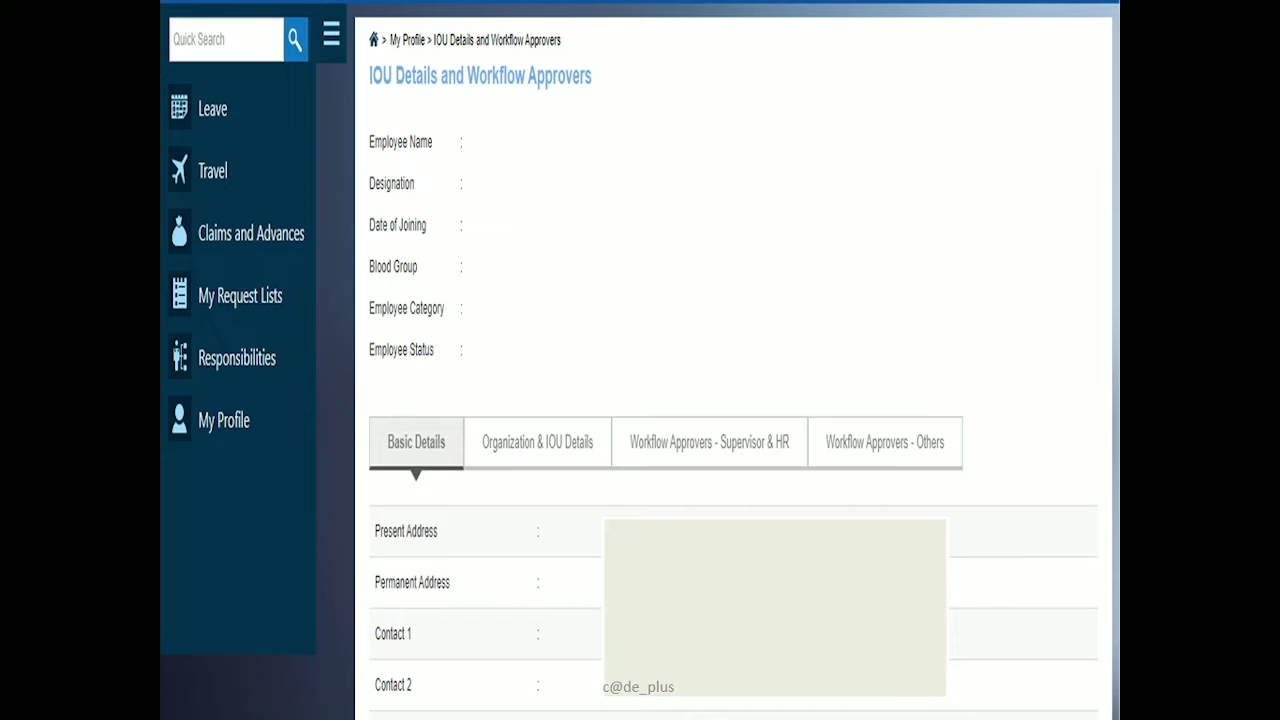 Quick Search
Leave
Travel
Claims and Advances
My Request Lists
Responsibilities
My Profile
> My Profile > IOU Details and Workflow Approvers
IOU Details and Workflow Approvers
Employee Name :
Designation :
Date of Joining :
Blood Group :
Employee Category :
Employee Status :
Basic Details
Organization & IOU Details
Workflow Approvers - Supervisor & HR
Workflow Approvers - Others
Present Address :
Permanent Address :
Contact 1 :
Contact 2 :
c@de_plus